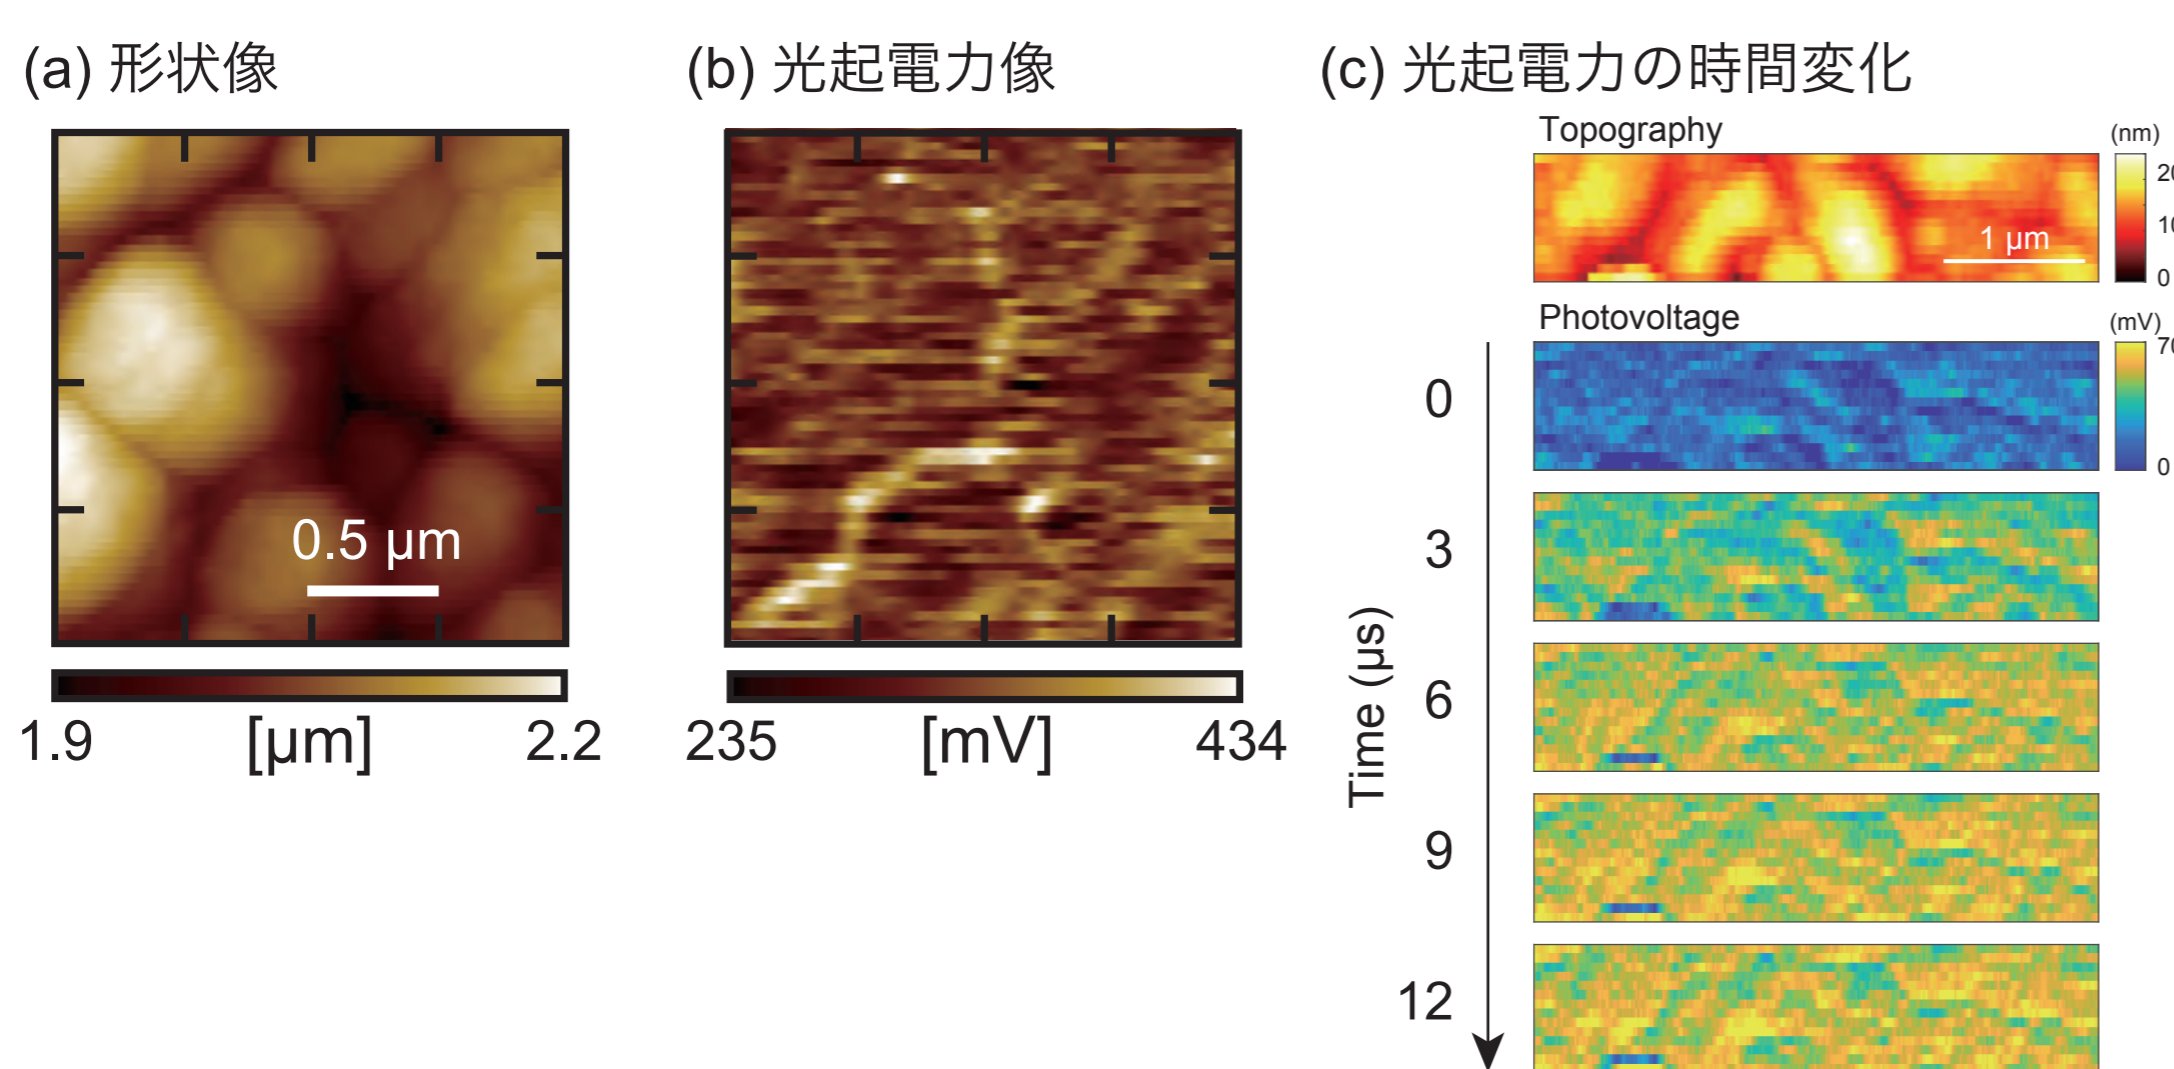 (a) 形状像
0.5 µm
1.9 [µm] 2.2
(b) 光起電力像
235 [mV] 434
(c) 光起電力の時間変化
Topography (nm)
1 µm
0
Photovoltage (mV)
0
Time (µs)
0
3
6
9
12